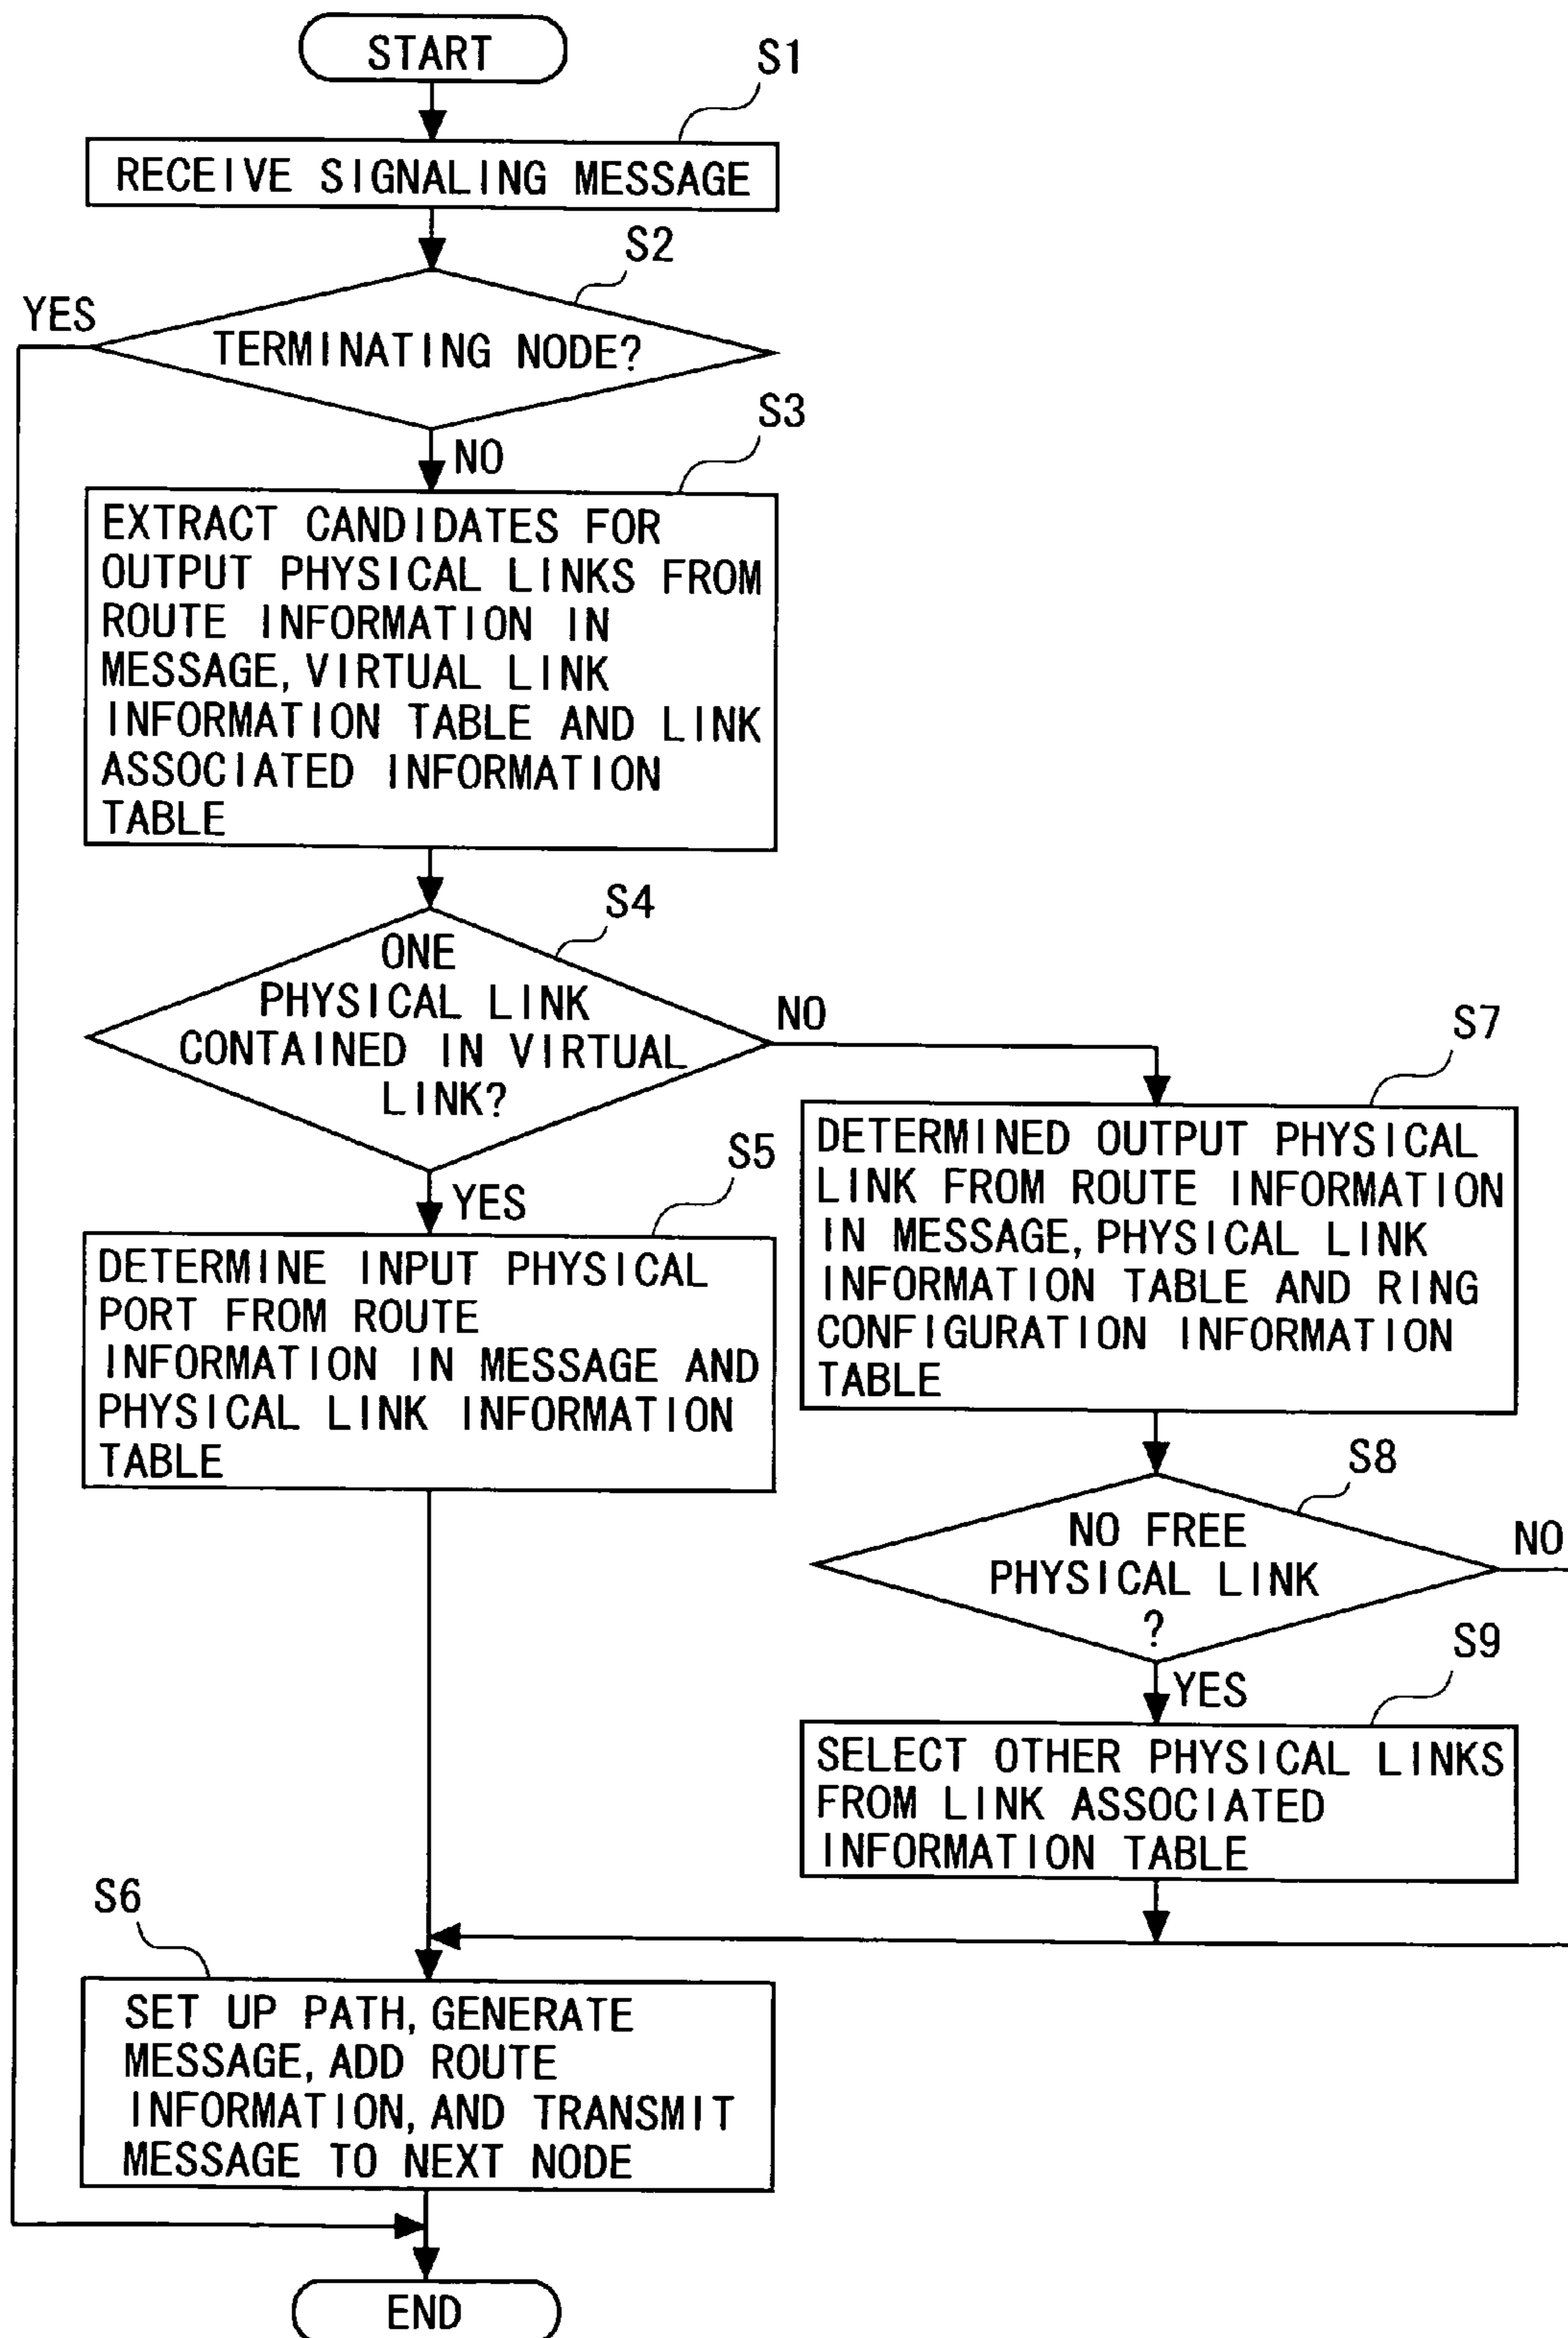 START
S1
RECEIVE SIGNALING MESSAGE
S2
YES
TERMINATING NODE?
S3
NO
EXTRACT CANDIDATES FOR
OUTPUT PHYSICAL LINKS FROM
ROUTE INFORMATION IN
MESSAGE, VIRTUAL LINK
INFORMATION TABLE AND LINK
ASSOCIATED INFORMATION
TABLE
S4
ONE
PHYSICAL LINK
CONTAINED IN VIRTUAL
LINK?
NO
YES
S5
DETERMINE INPUT PHYSICAL
PORT FROM ROUTE
INFORMATION IN MESSAGE AND
PHYSICAL LINK INFORMATION
TABLE
S7
DETERMINED OUTPUT PHYSICAL
LINK FROM ROUTE INFORMATION
IN MESSAGE, PHYSICAL LINK
INFORMATION TABLE AND RING
CONFIGURATION INFORMATION
TABLE
S8
NO FREE
PHYSICAL LINK
?
NO
YES
S9
SELECT OTHER PHYSICAL LINKS
FROM LINK ASSOCIATED
INFORMATION TABLE
S6
SET UP PATH, GENERATE
MESSAGE, ADD ROUTE
INFORMATION, AND TRANSMIT
MESSAGE TO NEXT NODE
END